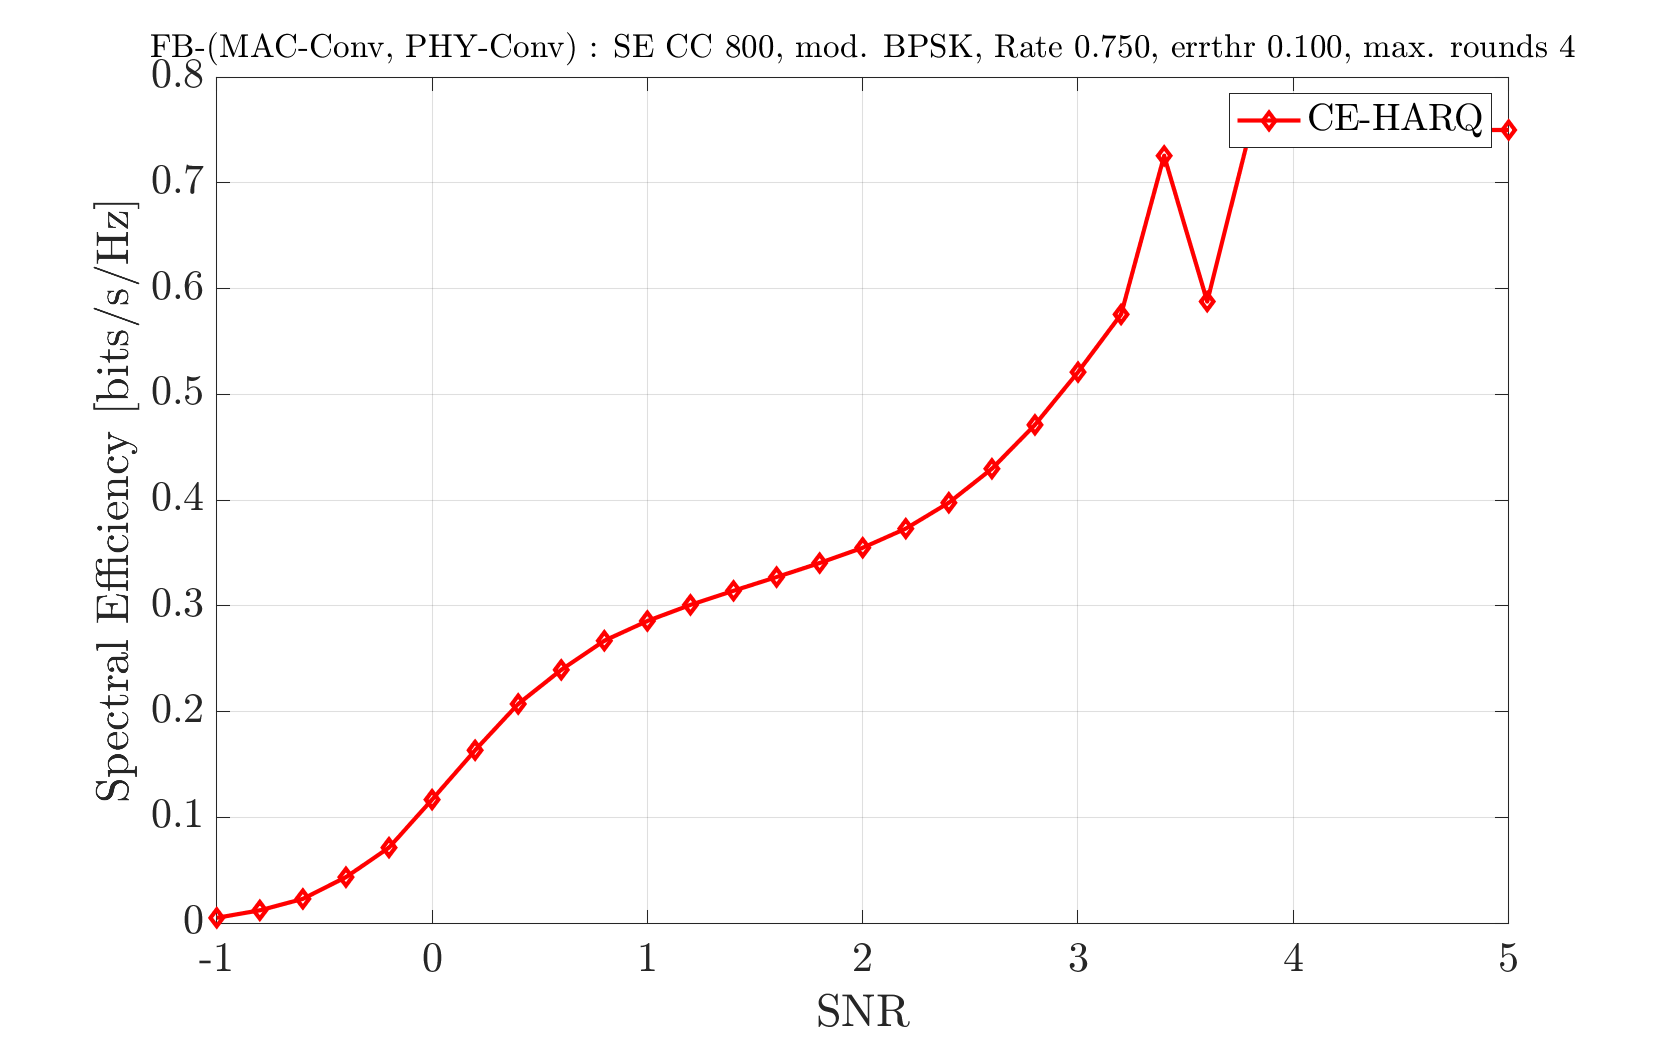 FB-(MAC-Conv, PHY-Conv) : SE CC 800, mod. BPSK, Rate 0.750, errthr 0.100, max. rounds 4
CE-HARQ
Spectral Efficiency [bits/s/Hz]
0.8
0.7
0.6
0.5
0.4
0.3
0.2
0.1
0
-1 0 1 2 3 4 5
SNR